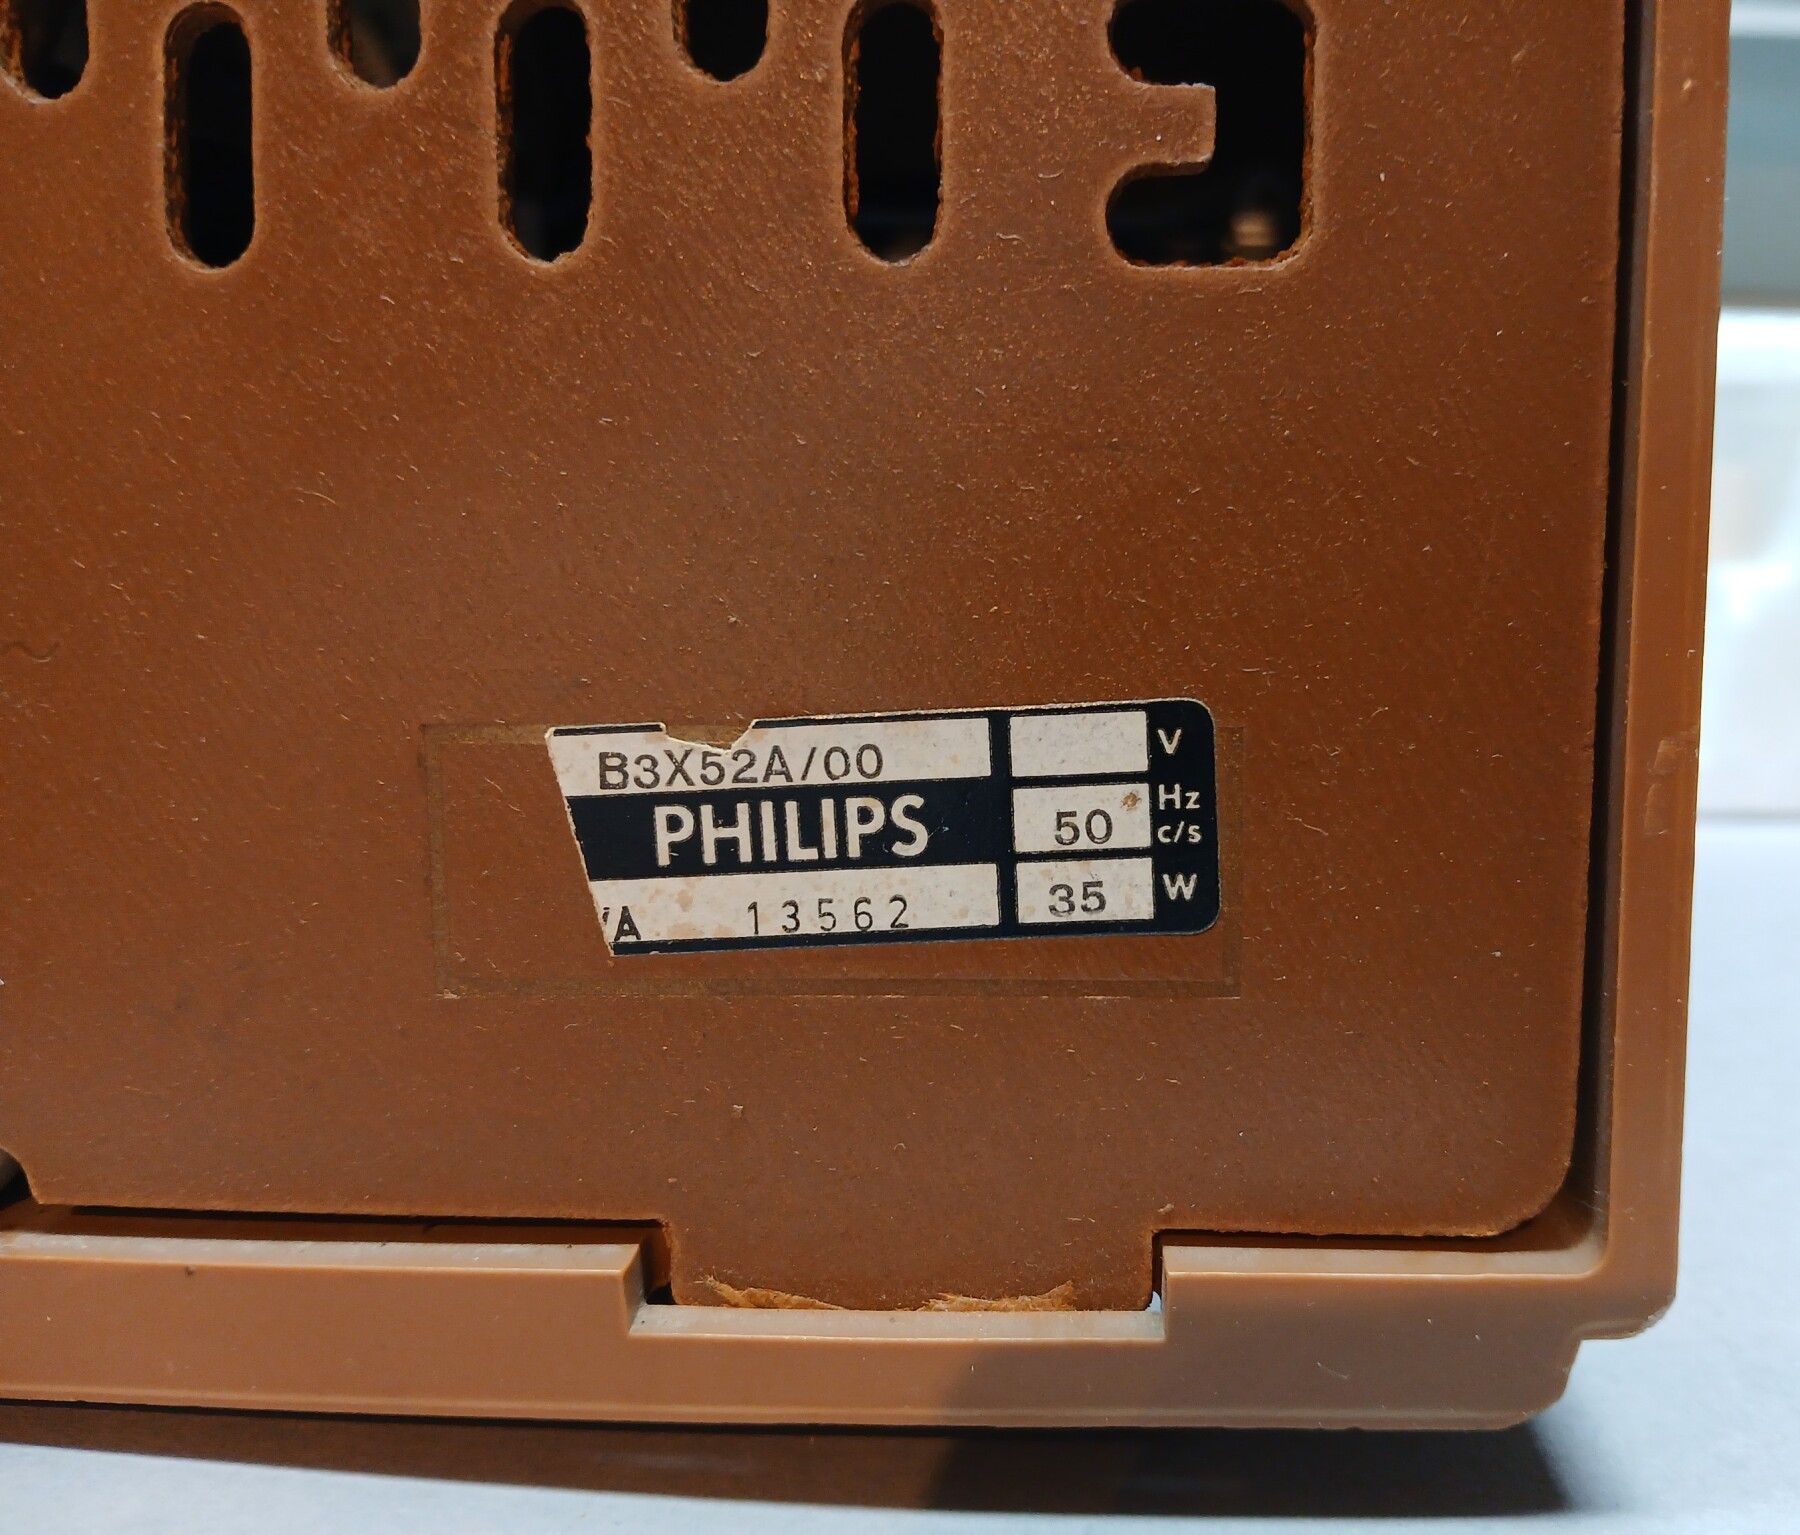 B3X52A/00
PHILIPS
A 13562
V
50 Hz
c/s
35 W